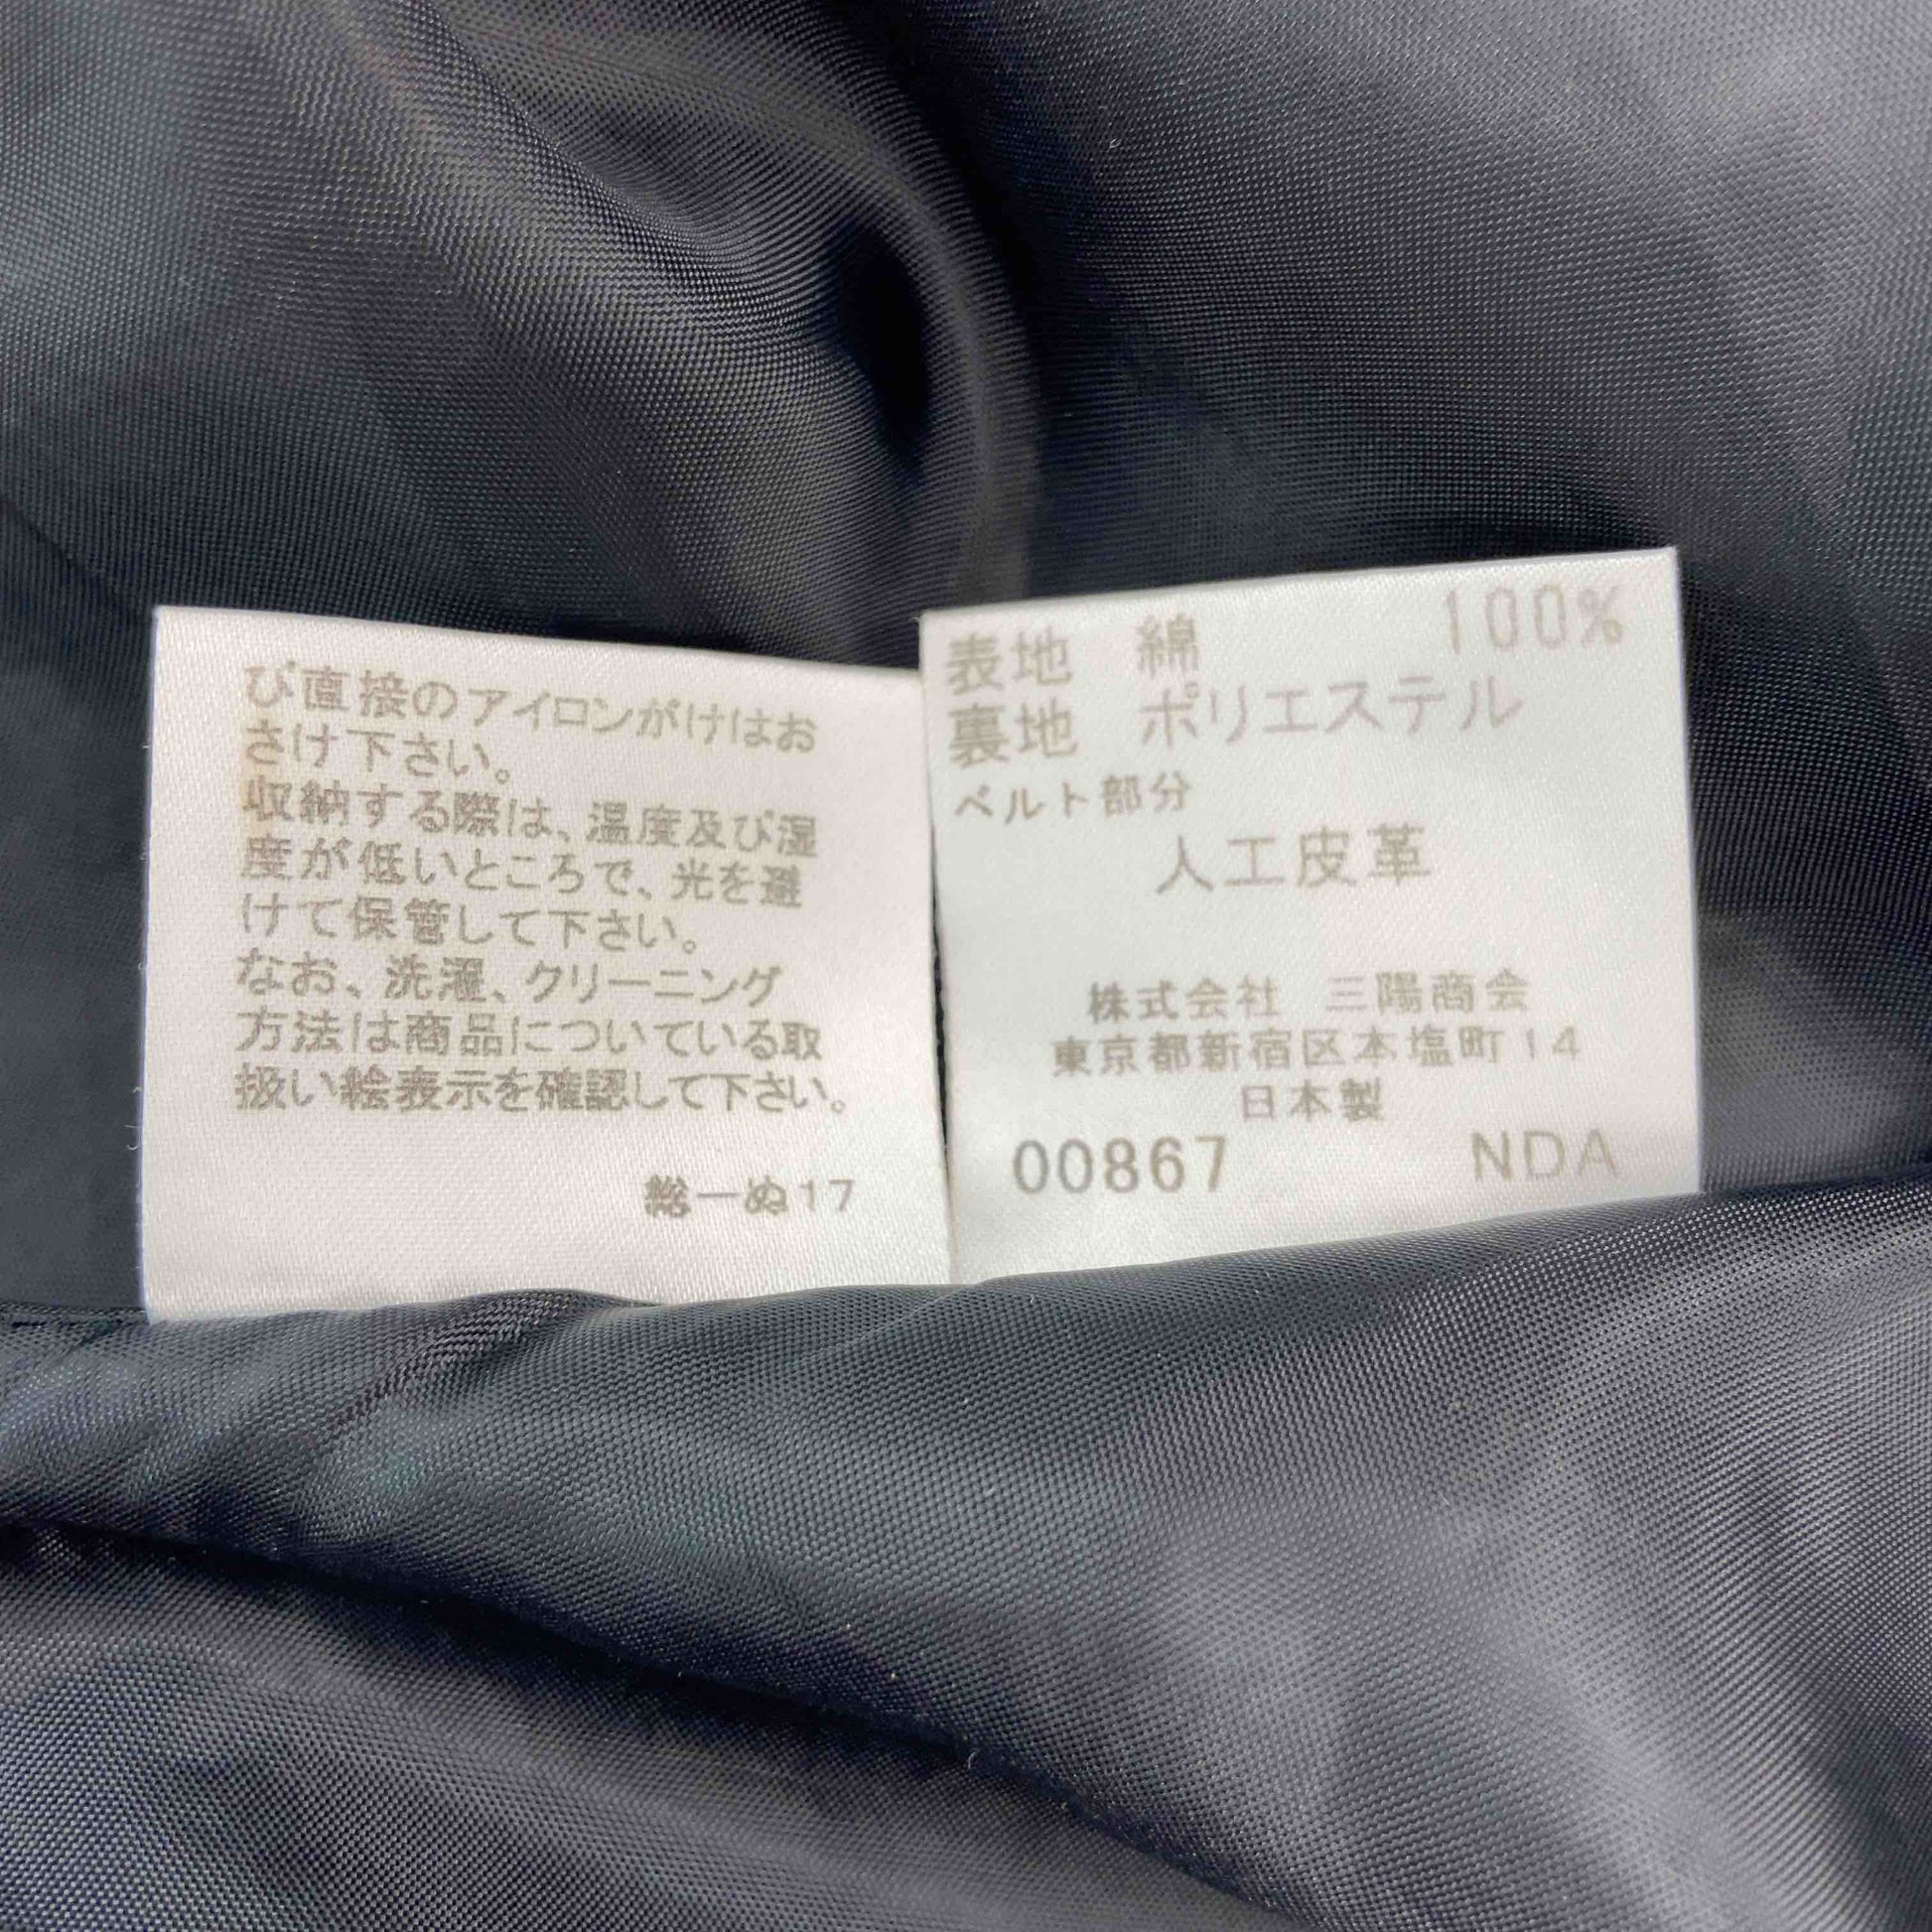 び直接のアイロンがけはお
さけ下さい。
収納する際は、温度及び湿
度が低いところで、光を避
けて保管して下さい。
なお、洗濯、クリーニング
方法は商品についている取
扱い絵表示を確認して下さい。
総ーぬ17
表地 綿 100%
裏地 ポリエステル
ベルト部分
人工皮革
株式会社 三陽商会
東京都新宿区本塩町14
日本製
00867 NDA